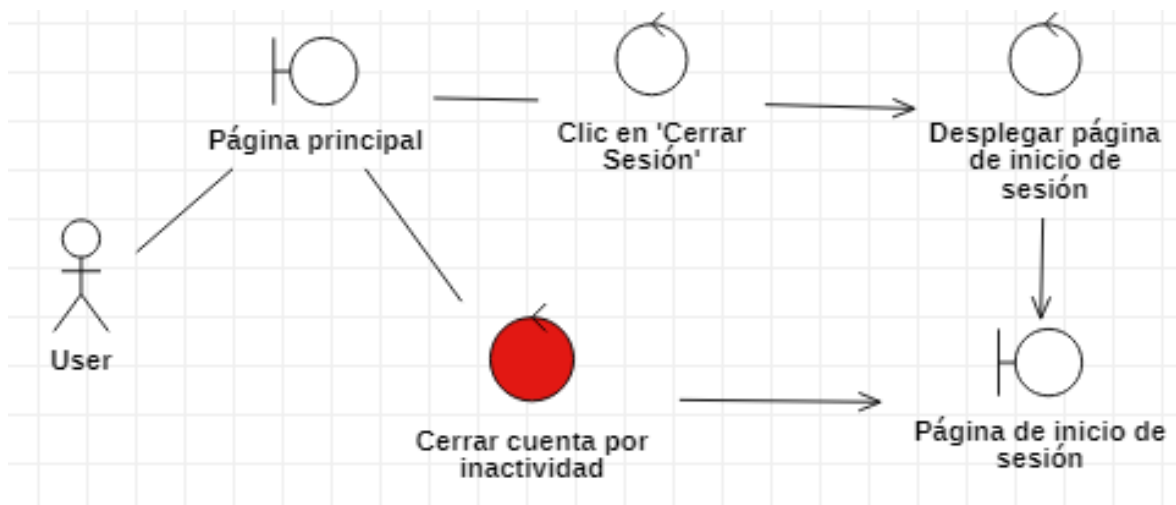 Página principal
Clic en 'Cerrar
Sesión'
Desplegar página
de inicio de
sesión
User
Cerrar cuenta por
inactividad
Página de inicio de
sesión